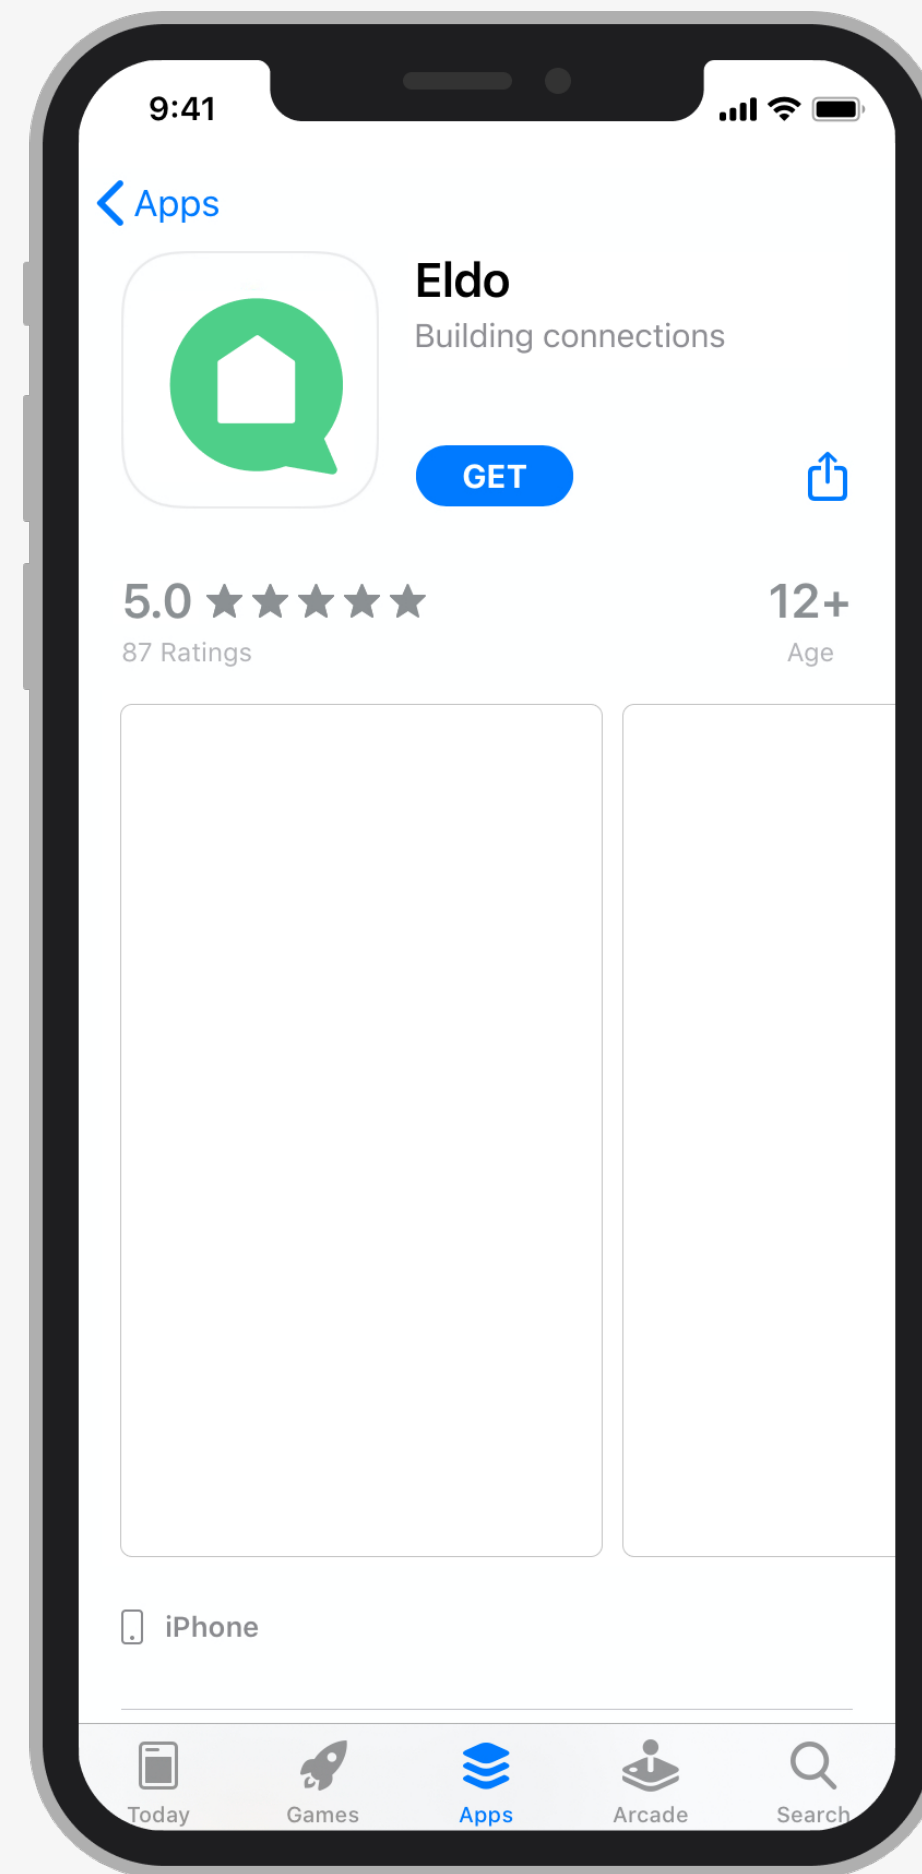 9:41
Apps
Eldo
Building connections
GET
5.0
12+
87 Ratings
Age
iPhone
Today
Games
Apps
Arcade
Search